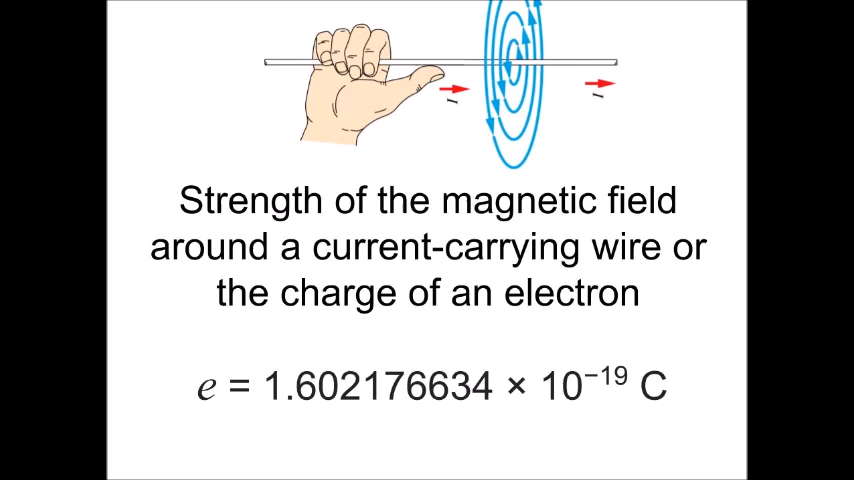 I
I
Strength of the magnetic field
around a current-carrying wire or
the charge of an electron
e = 1.602176634 × 10⁻¹⁹ C